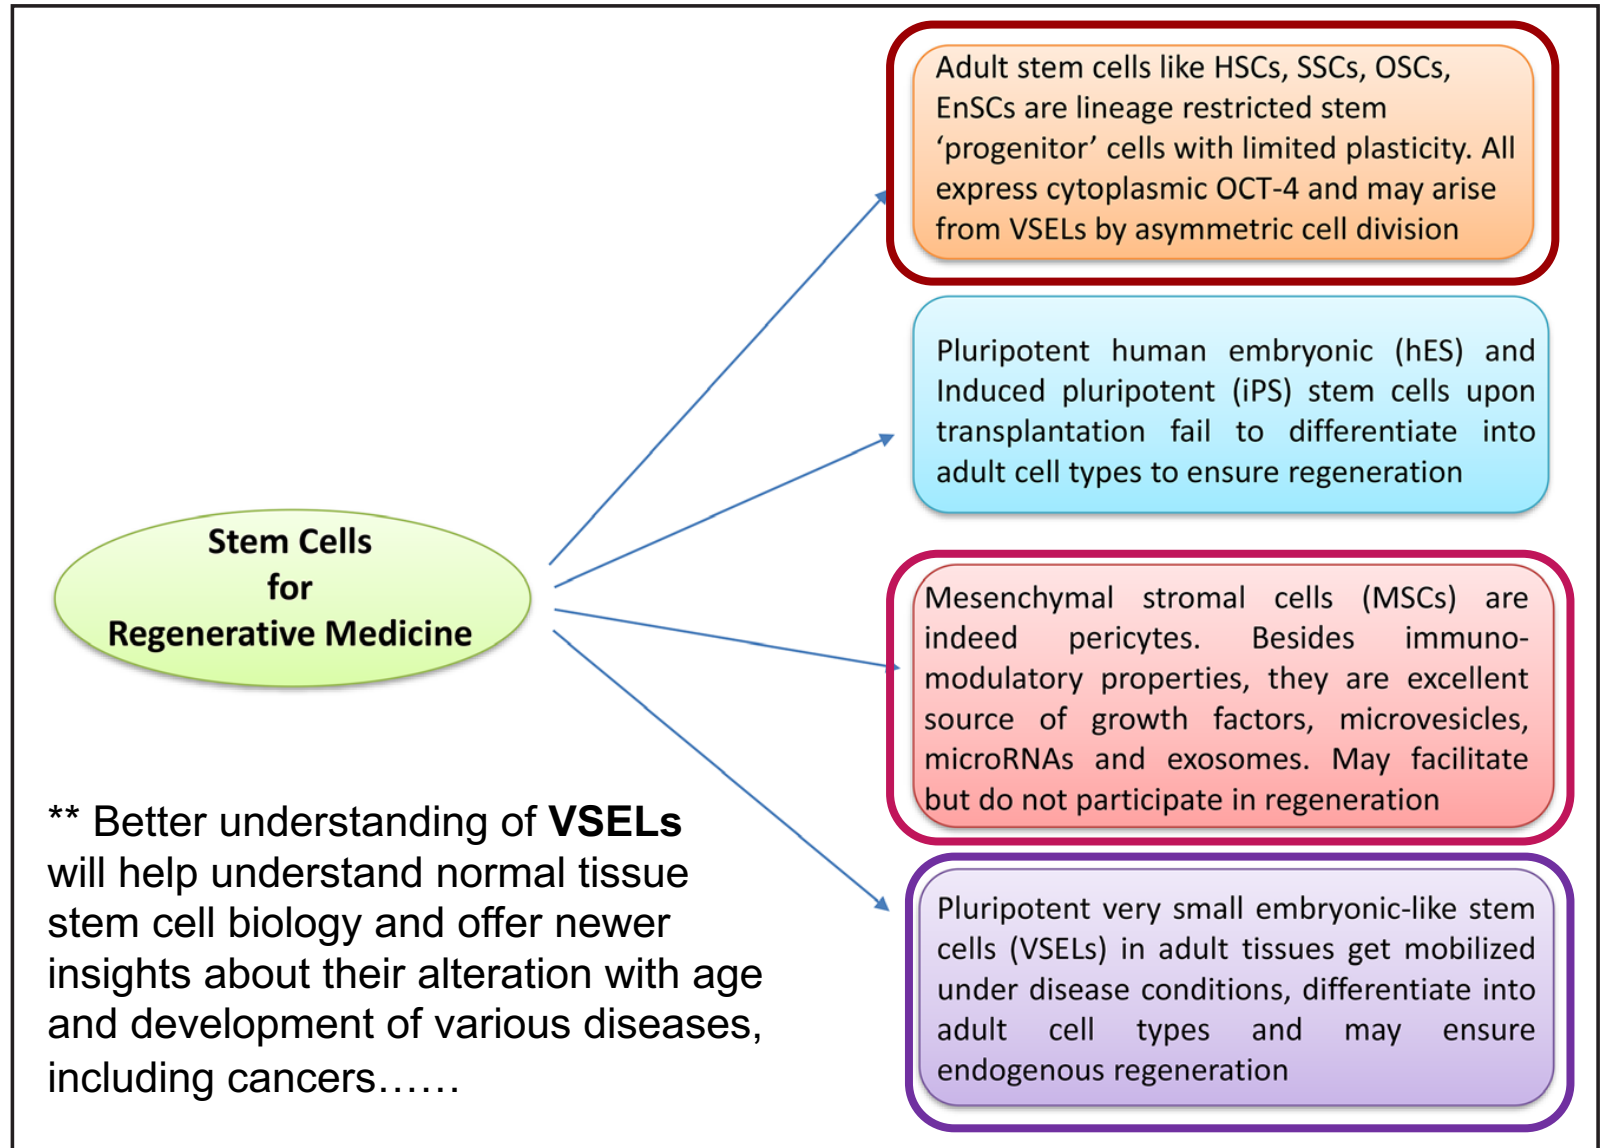 Adult stem cells like HSCs, SSCs, OSCs,
EnSCs are lineage restricted stem
‘progenitor’ cells with limited plasticity. All
express cytoplasmic OCT-4 and may arise
from VSELs by asymmetric cell division
Pluripotent human embryonic (hES) and
Induced pluripotent (iPS) stem cells upon
transplantation fail to differentiate into
adult cell types to ensure regeneration
Stem Cells
for
Regenerative Medicine
Mesenchymal stromal cells (MSCs) are
indeed pericytes. Besides immuno-
modulatory properties, they are excellent
source of growth factors, microvesicles,
microRNAs and exosomes. May facilitate
but do not participate in regeneration
** Better understanding of VSELs
will help understand normal tissue
stem cell biology and offer newer
insights about their alteration with age
and development of various diseases,
including cancers……
Pluripotent very small embryonic-like stem
cells (VSELs) in adult tissues get mobilized
under disease conditions, differentiate into
adult cell types and may ensure
endogenous regeneration